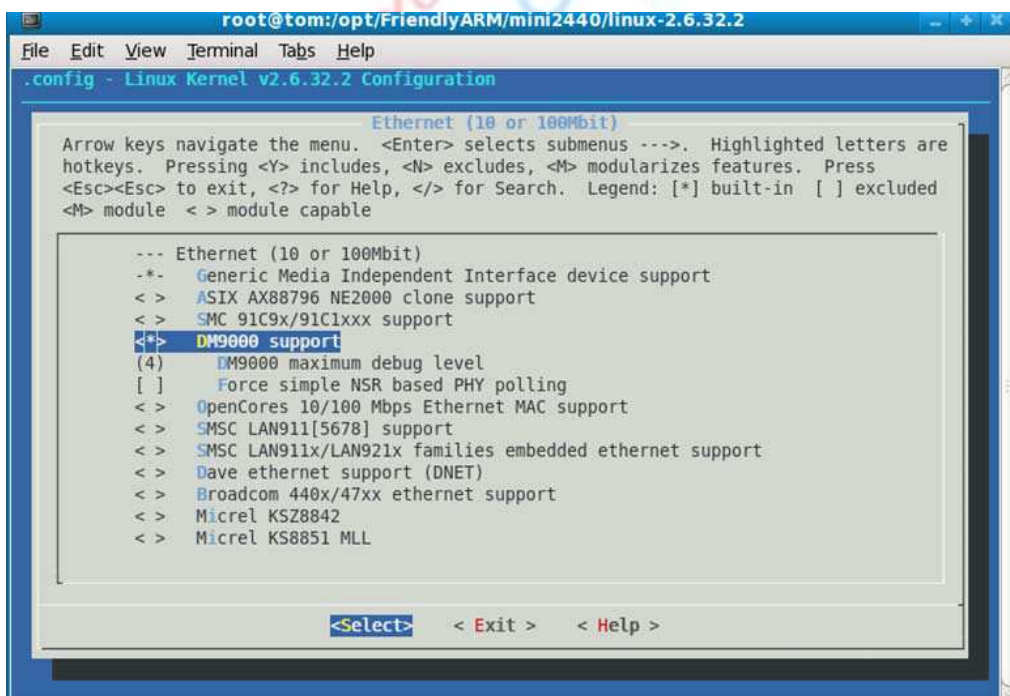 root@tom:/opt/FriendlyARM/mini2440/linux-2.6.32.2
File Edit View Terminal Tabs Help
.config - Linux Kernel v2.6.32.2 Configuration
Ethernet (10 or 100Mbit)
Arrow keys navigate the menu. <Enter> selects submenus --->. Highlighted letters are
hotkeys. Pressing <Y> includes, <N> excludes, <M> modularizes features. Press
<Esc><Esc> to exit, <?> for Help, </> for Search. Legend: [*] built-in [ ] excluded
<M> module < > module capable
--- Ethernet (10 or 100Mbit)
-*- Generic Media Independent Interface device support
< > ASIX AX88796 NE2000 clone support
< > SMC 91C9x/91C1xxx support
<*> DM9000 support
(4) DM9000 maximum debug level
[ ] Force simple NSR based PHY polling
< > OpenCores 10/100 Mbps Ethernet MAC support
< > SMSC LAN911[5678] support
< > SMSC LAN911x/LAN921x families embedded ethernet support
< > Dave ethernet support (DNET)
< > Broadcom 440x/47xx ethernet support
< > Micrel KSZ8842
< > Micrel KS8851 MLL
<Select> < Exit > < Help >